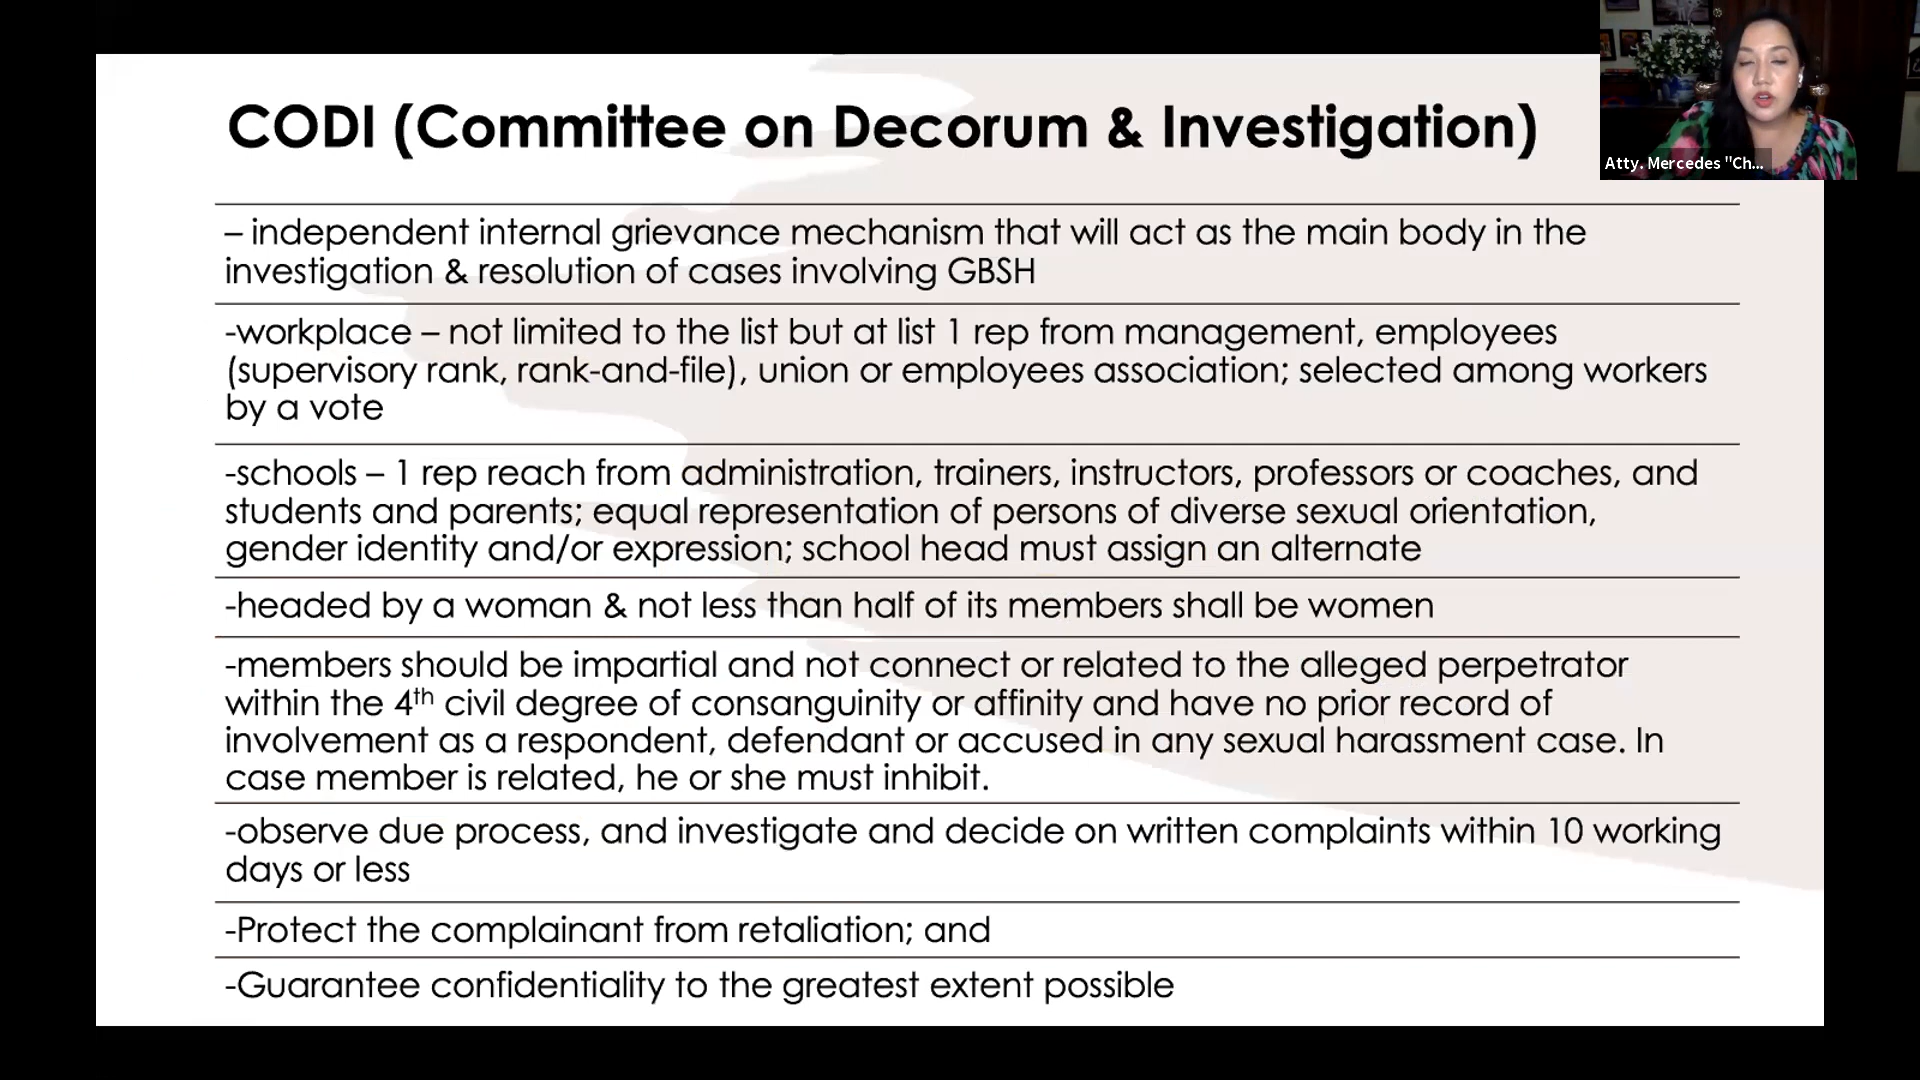 CODI (Committee on Decorum & Investigation)
Atty. Mercedes "Ch...
– independent internal grievance mechanism that will act as the main body in the
investigation & resolution of cases involving GBSH
-workplace – not limited to the list but at list 1 rep from management, employees
(supervisory rank, rank-and-file), union or employees association; selected among workers
by a vote
-schools – 1 rep reach from administration, trainers, instructors, professors or coaches, and
students and parents; equal representation of persons of diverse sexual orientation,
gender identity and/or expression; school head must assign an alternate
-headed by a woman & not less than half of its members shall be women
-members should be impartial and not connect or related to the alleged perpetrator
within the 4th civil degree of consanguinity or affinity and have no prior record of
involvement as a respondent, defendant or accused in any sexual harassment case. In
case member is related, he or she must inhibit.
-observe due process, and investigate and decide on written complaints within 10 working
days or less
-Protect the complainant from retaliation; and
-Guarantee confidentiality to the greatest extent possible